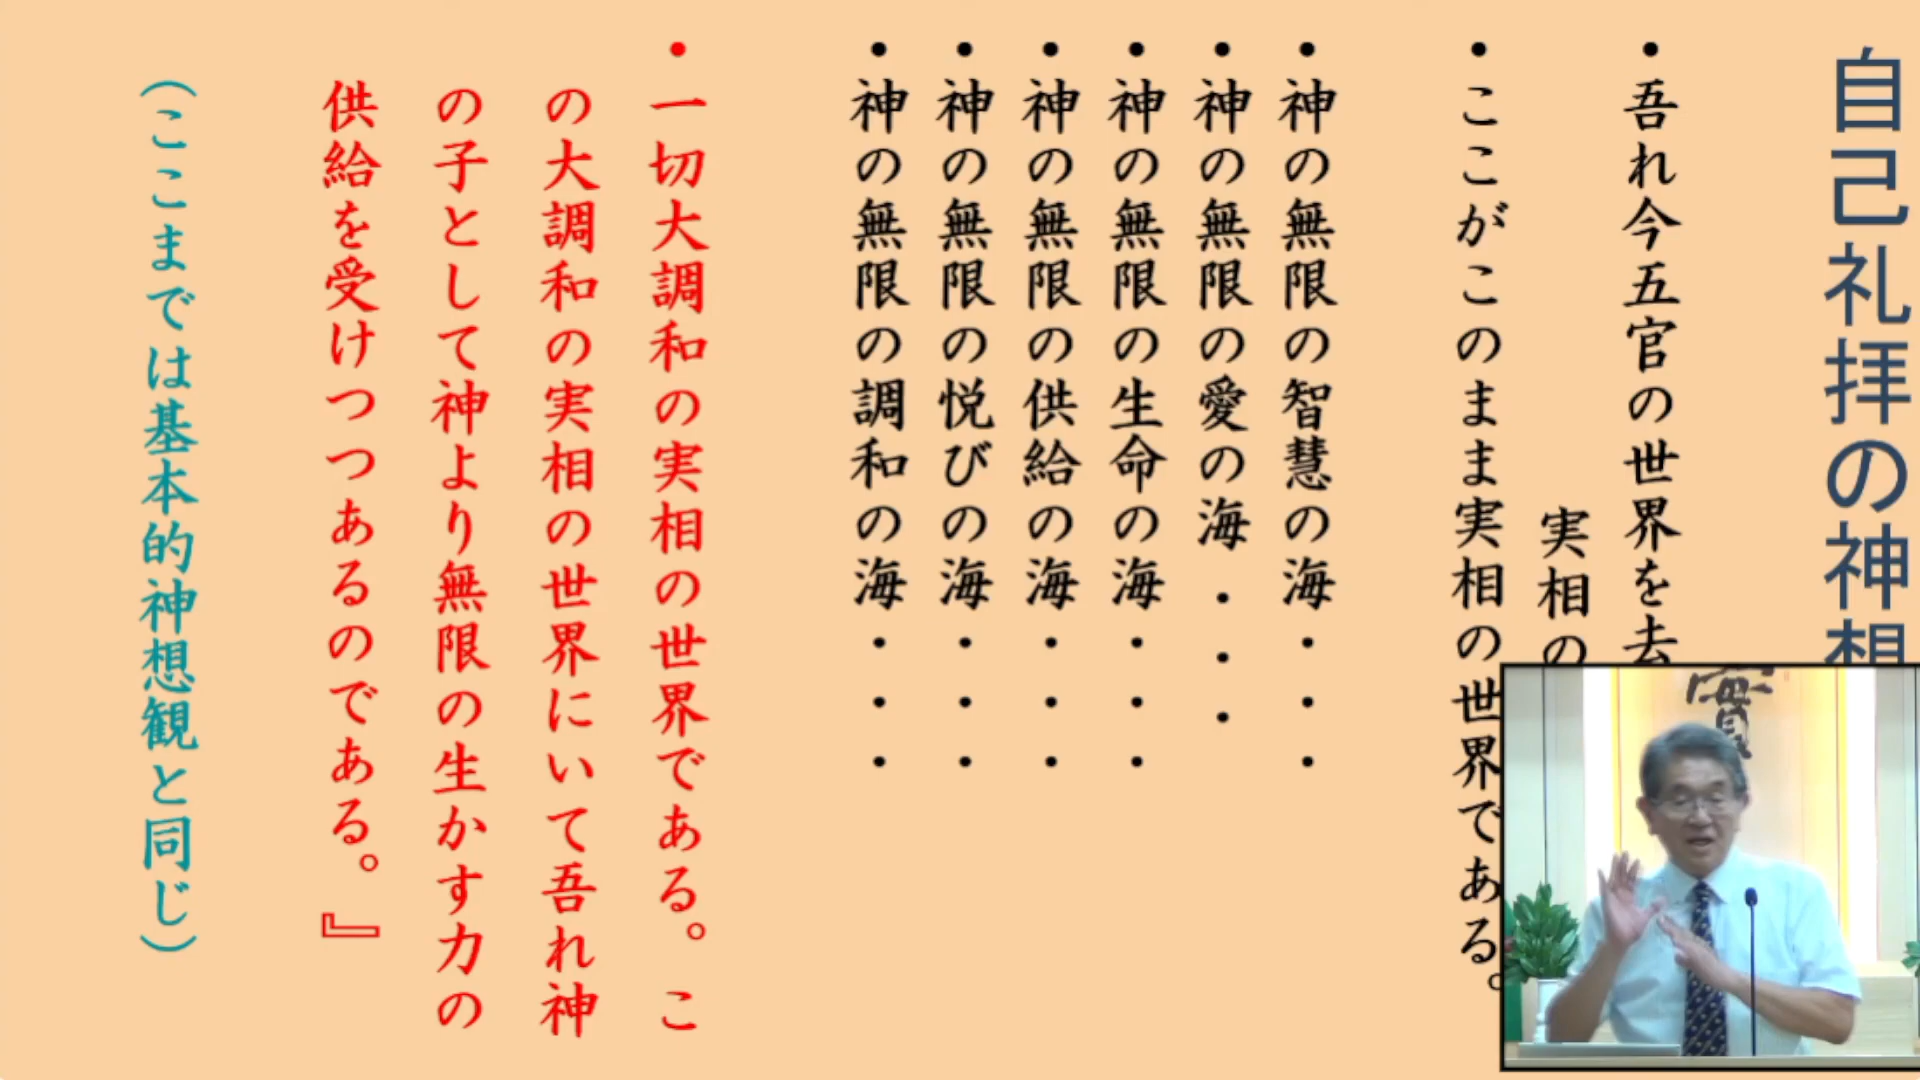 自己礼拝の神想
・吾れ今五官の世界を去
実相の
・ここがこのまま実相の世界である。
・神の無限の智慧の海・・・
・神の無限の愛の海・・・
・神の無限の生命の海・・・
・神の無限の供給の海・・・
・神の無限の悦びの海・・・
・神の無限の調和の海・・・
・一切大調和の実相の世界である。こ
の大調和の実相の世界にいて吾れ神
の子として神より無限の生かす力の
供給を受けつつあるのである。』
（ここまでは基本的神想観と同じ）